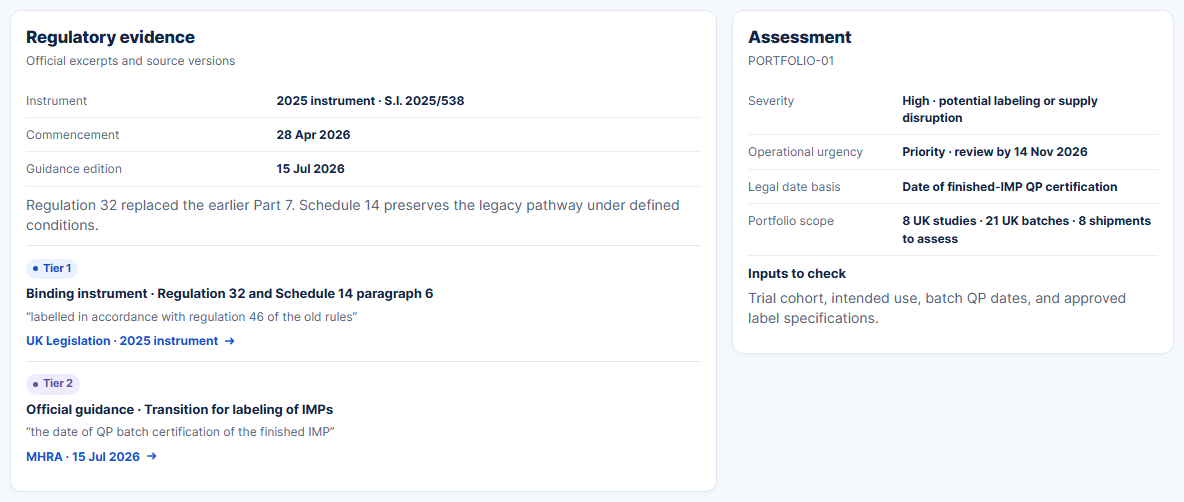 Regulatory evidence
Official excerpts and source versions
Instrument
2025 instrument · S.I. 2025/538
Commencement
28 Apr 2026
Guidance edition
15 Jul 2026
Regulation 32 replaced the earlier Part 7. Schedule 14 preserves the legacy pathway under defined
conditions.
Tier 1
Binding instrument · Regulation 32 and Schedule 14 paragraph 6
“labelled in accordance with regulation 46 of the old rules”
UK Legislation · 2025 instrument →
Tier 2
Official guidance · Transition for labeling of IMPs
“the date of QP batch certification of the finished IMP”
MHRA · 15 Jul 2026 →
Assessment
PORTFOLIO-01
Severity
High · potential labeling or supply
disruption
Operational urgency
Priority · review by 14 Nov 2026
Legal date basis
Date of finished-IMP QP certification
Portfolio scope
8 UK studies · 21 UK batches · 8 shipments
to assess
Inputs to check
Trial cohort, intended use, batch QP dates, and approved
label specifications.